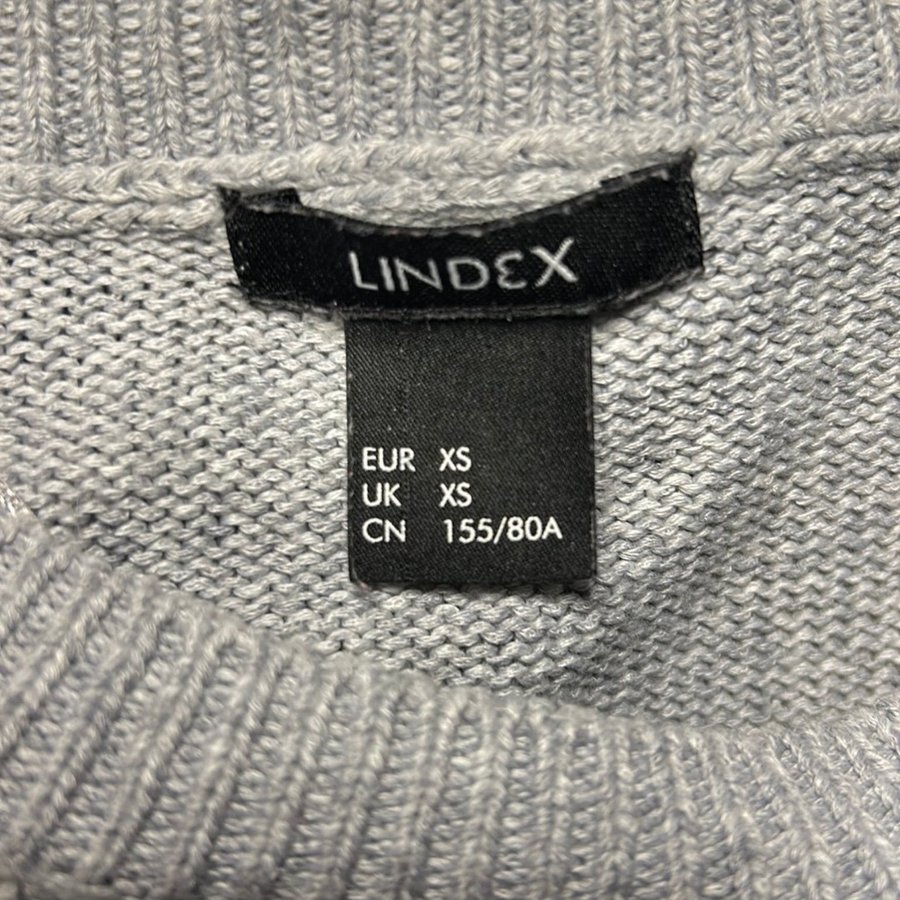 LINDEX
EUR XS
UK XS
CN 155/80A